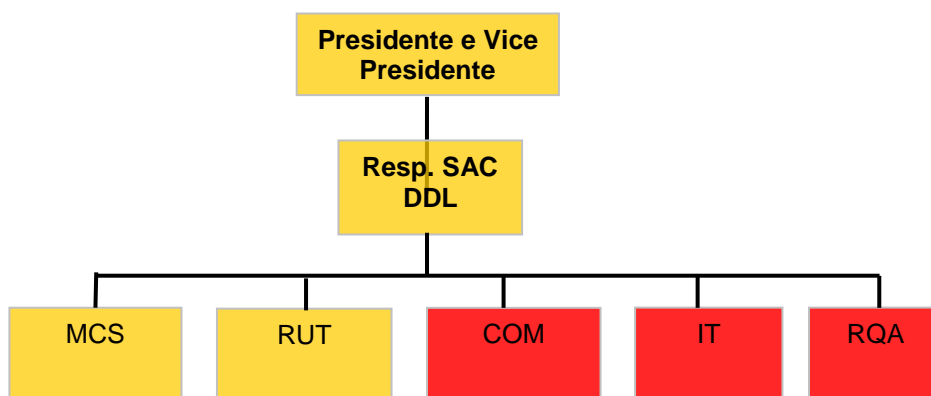 Presidente e Vice
Presidente
Resp. SAC
DDL
MCS
RUT
COM
IT
RQA